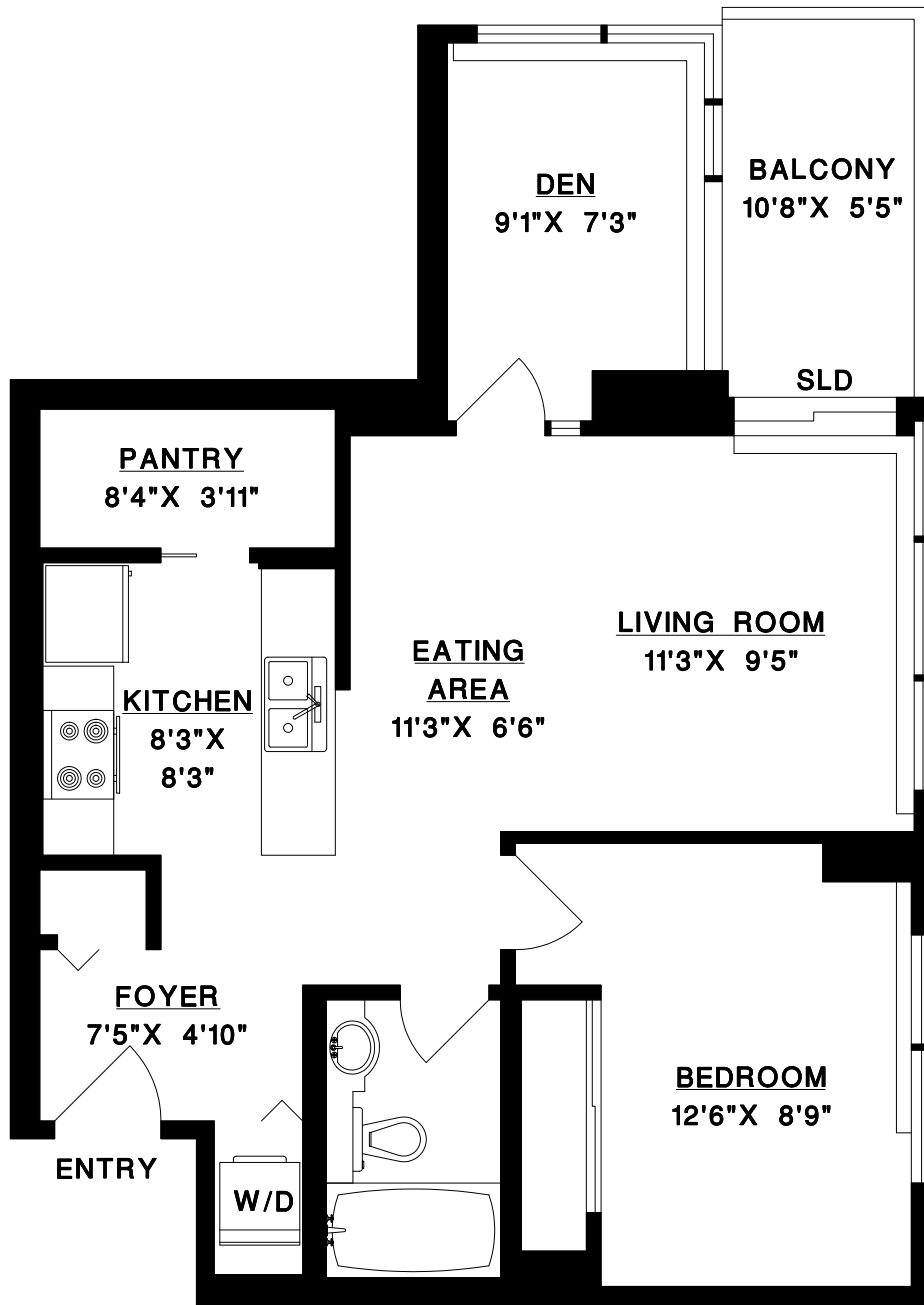 DEN
9'1"X 7'3"
BALCONY
10'8"X 5'5"
SLD
PANTRY
8'4"X 3'11"
LIVING ROOM
11'3"X 9'5"
EATING
AREA
11'3"X 6'6"
KITCHEN
8'3"X
8'3"
FOYER
7'5"X 4'10"
BEDROOM
12'6"X 8'9"
ENTRY
W/D